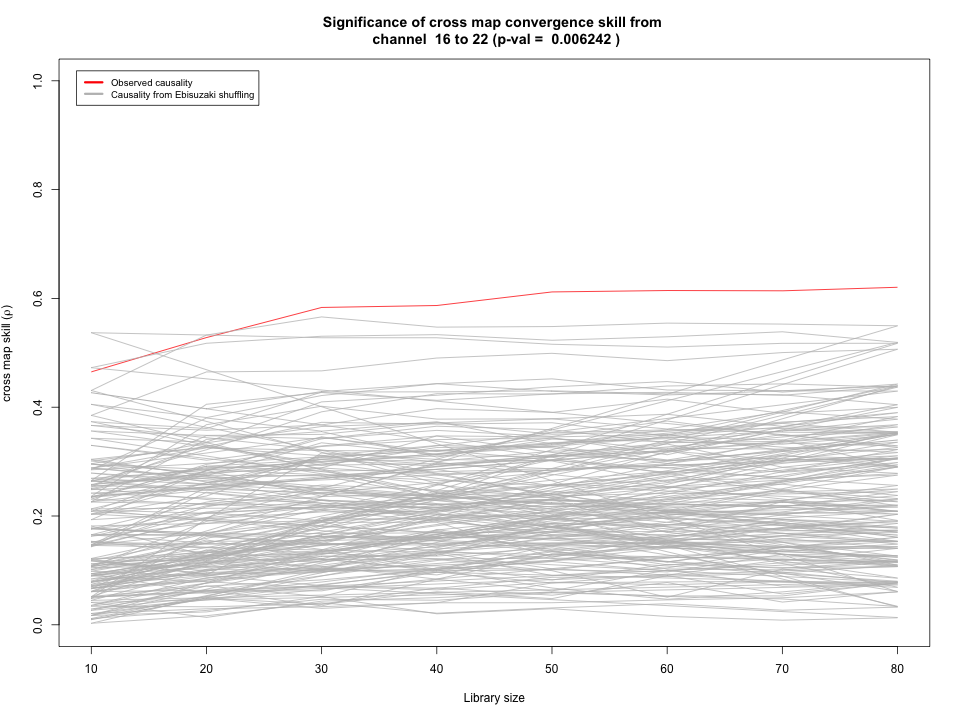 Significance of cross map convergence skill from
channel  16 to 22 (p-val =  0.006242 )
Observed causality
Causality from Ebisuzaki shuffling
cross map skill (ρ)
1.0
0.8
0.6
0.4
0.2
0.0
10 20 30 40 50 60 70 80
Library size